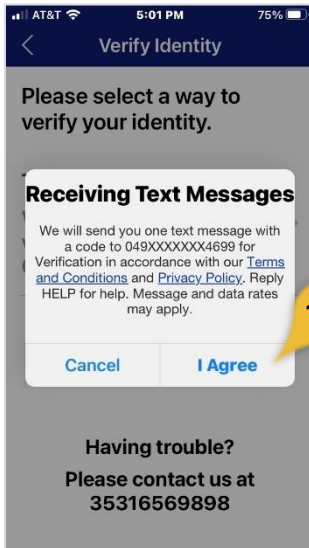 AT&T 5:01 PM 75%
Verify Identity
Please select a way to
verify your identity.
Receiving Text Messages
We will send you one text message with
a code to 049XXXXXXX4699 for
Verification in accordance with our Terms
and Conditions and Privacy Policy. Reply
HELP for help. Message and data rates
may apply.
Cancel I Agree
Having trouble?
Please contact us at
35316569898